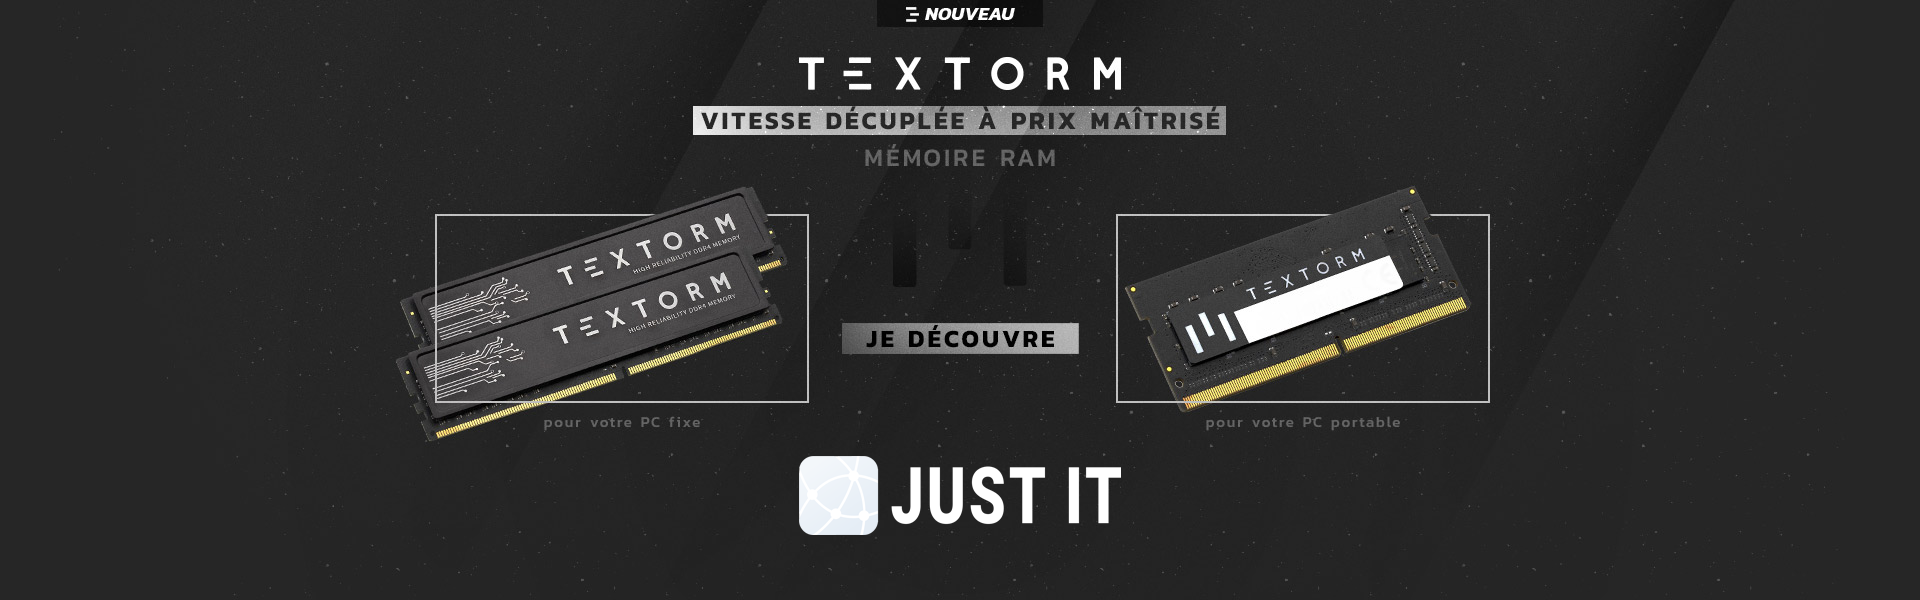 NOUVEAU
TEXTORM
VITESSE DÉCUPLÉE À PRIX MAÎTRISÉ
MÉMOIRE RAM
TEXTORM
HIGH RELIABILITY DDR4 MEMORY
TEXTORM
HIGH RELIABILITY DDR4 MEMORY
TEXTORM
JE DÉCOUVRE
pour votre PC fixe
pour votre PC portable
JUST IT